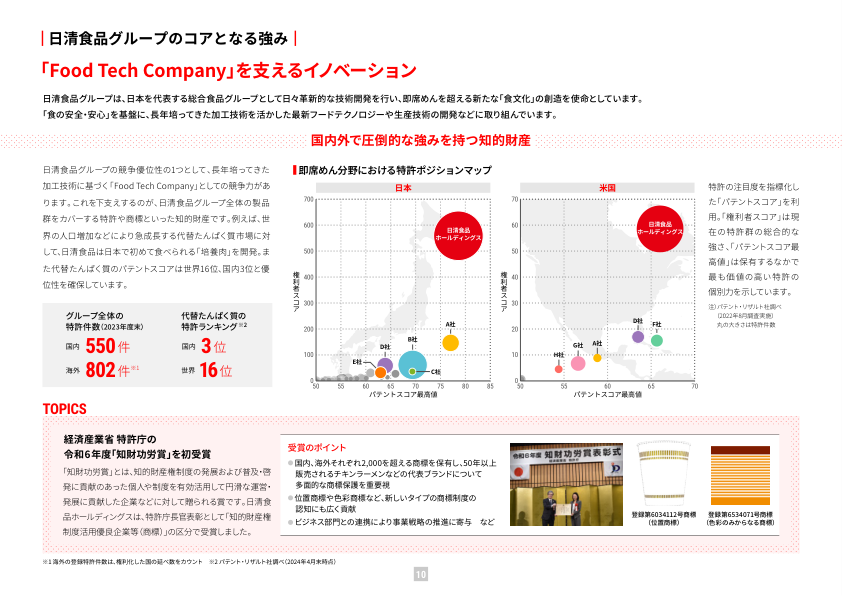 日清食品グループのコアとなる強み
「Food Tech Company」を支えるイノベーション
日清食品グループは、日本を代表する総合食品グループとして日々革新的な技術開発を行い、即席めんを超える新たな「食文化」の創造を使命としています。
「食の安全・安心」を基盤に、長年培ってきた加工技術を活かした最新フードテクノロジーや生産技術の開発などに取り組んでいます。
国内外で圧倒的な強みを持つ知的財産
日清食品グループの競争優位性の1つとして、長年培ってきた
加工技術に基づく「Food Tech Company」としての競争力があ
ります。これを下支えするのが、日清食品グループ全体の製品
群をカバーする特許や商標といった知的財産です。例えば、世
界の人口増加などにより急成長する代替たんぱく質市場に対し
て、日清食品は日本で初めて食べられる「培養肉」を開発。ま
た代替たんぱく質のパテントスコアは世界16位、国内3位と優
位性を確保しています。
グループ全体の
特許件数(2023年度末)
国内 550件
海外 802件※1
代替たんぱく質の
特許ランキング※2
国内 3位
世界 16位
即席めん分野における特許ポジションマップ
日本
権利者スコア
700
600
500
400
300
200
100
0
50 55 60 65 70 75 80 85
パテントスコア最高値
日清食品
ホールディングス
A社
B社
D社
E社
C社
米国
権利者スコア
70
60
50
40
30
20
10
0
50 55 60 65 70
パテントスコア最高値
日清食品
ホールディングス
D社
F社
A社
G社
H社
特許の注目度を指標化し
た「パテントスコア」を利
用。「権利者スコア」は現
在の特許群の総合的な
強さ、「パテントスコア最
高値」は保有するなかで
最も価値の高い特許の
個別力を示しています。
注)パテント・リザルト社調べ
(2022年8月調査実施)
丸の大きさは特許件数
TOPICS
経済産業省 特許庁の
令和6年度「知財功労賞」を初受賞
「知財功労賞」とは、知的財産権制度の発展および普及・啓
発に貢献のあった個人や制度を有効活用して円滑な運営・
発展に貢献した企業などに対して贈られる賞です。日清食
品ホールディングスは、特許庁長官表彰として「知的財産権
制度活用優良企業等(商標)」の区分で受賞しました。
受賞のポイント
●国内、海外それぞれ2,000を超える商標を保有し、50年以上
販売されるチキンラーメンなどの代表ブランドについて
多面的な商標保護を重要視
●位置商標や色彩商標など、新しいタイプの商標制度の
認知にも広く貢献
●ビジネス部門との連携により事業戦略の推進に寄与 など
令和6年度 知財功労賞表彰式
登録第6034112号商標
(位置商標)
登録第6534071号商標
(色彩のみからなる商標)
※1 海外の登録特許件数は、権利化した国の延べ数をカウント ※2 パテント・リザルト社調べ(2024年4月末時点)
10